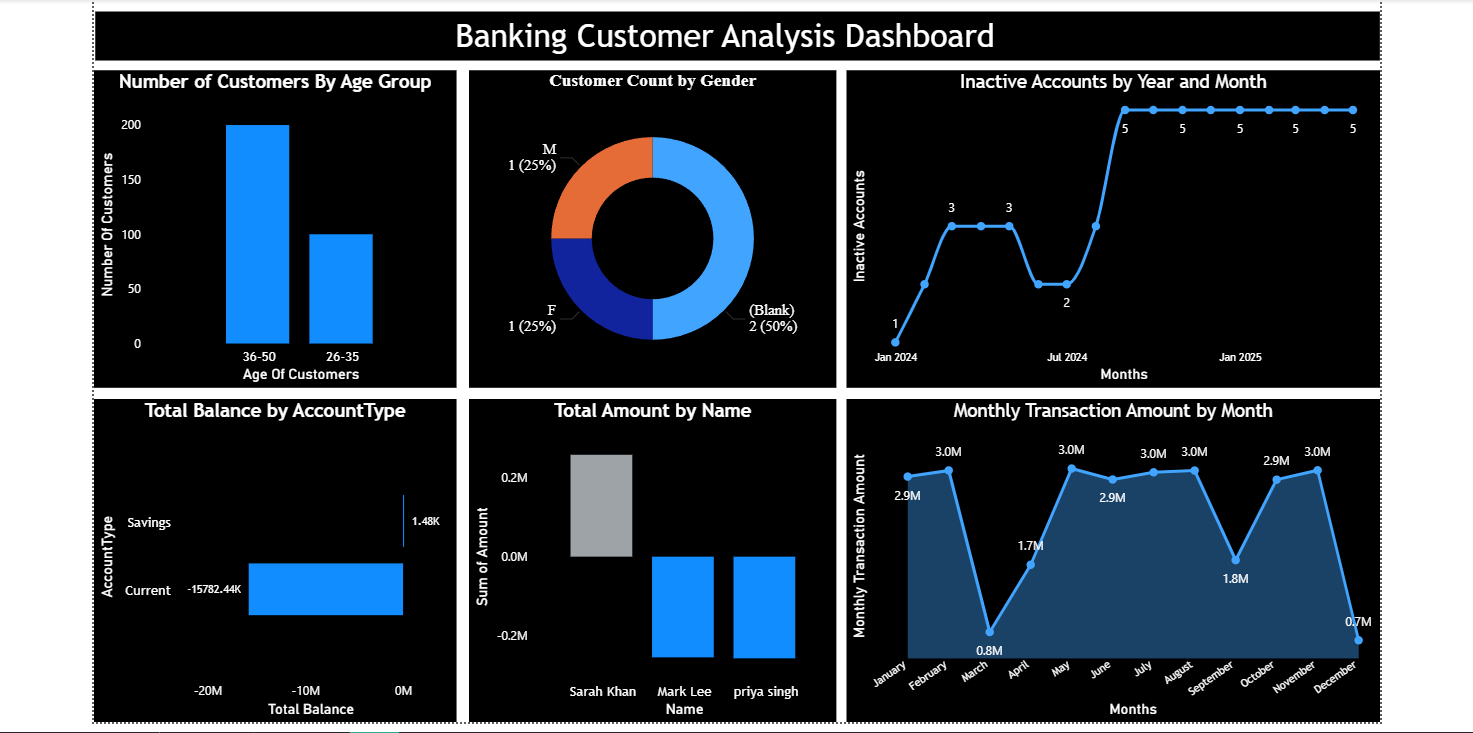 Banking Customer Analysis Dashboard
Number of Customers By Age Group
Number Of Customers
200
150
100
50
0
36-50
26-35
Age Of Customers
Customer Count by Gender
M
1 (25%)
F
1 (25%)
(Blank)
2 (50%)
Inactive Accounts by Year and Month
Inactive Accounts
1
3
3
2
5
5
5
5
5
Jan 2024
Jul 2024
Jan 2025
Months
Total Balance by AccountType
AccountType
Savings
1.48K
Current
-15782.44K
-20M
-10M
0M
Total Balance
Total Amount by Name
Sum of Amount
0.2M
0.0M
-0.2M
Sarah Khan
Mark Lee
priya singh
Name
Monthly Transaction Amount by Month
Monthly Transaction Amount
2.9M
3.0M
0.8M
1.7M
3.0M
2.9M
3.0M
3.0M
1.8M
2.9M
3.0M
0.7M
January
February
March
April
May
June
July
August
September
October
November
December
Months